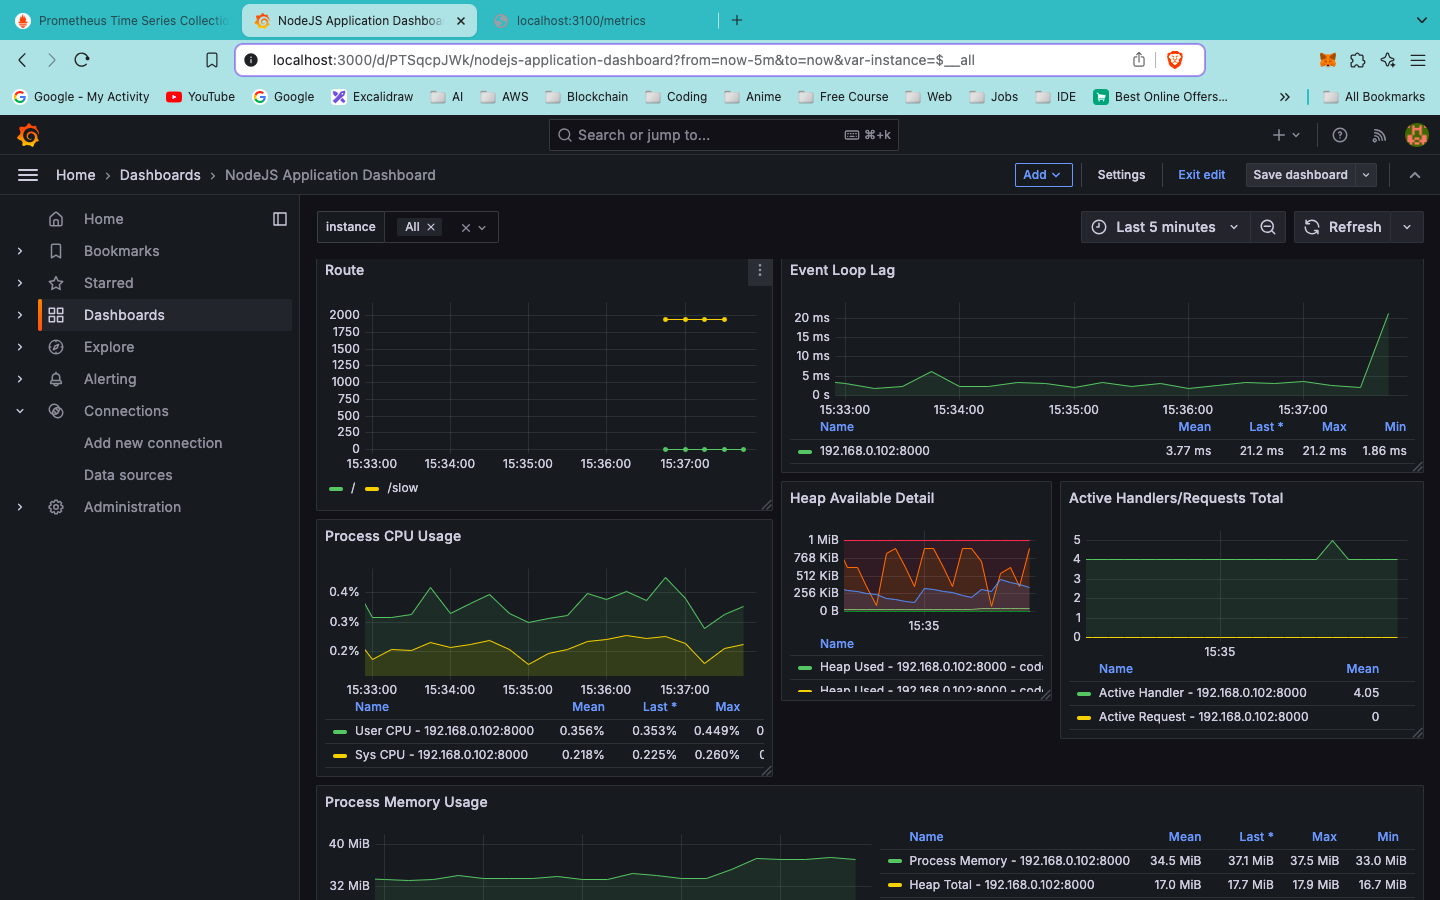 Prometheus Time Series Collectio
NodeJS Application Dashboa
localhost:3100/metrics
localhost:3000/d/PTSqcpJWk/nodejs-application-dashboard?from=now-5m&to=now&var-instance=$__all
Google - My Activity YouTube Google Excalidraw AI AWS Blockchain Coding Anime Free Course Web Jobs IDE Best Online Offers... All Bookmarks
Search or jump to... ⌘+k
Home › Dashboards › NodeJS Application Dashboard
Add Settings Exit edit Save dashboard
Home
Bookmarks
Starred
Dashboards
Explore
Alerting
Connections
Add new connection
Data sources
Administration
instance All
Last 5 minutes Refresh
Route
2000
1750
1500
1250
1000
750
500
250
0
15:33:00 15:34:00 15:35:00 15:36:00 15:37:00
/ /slow
Event Loop Lag
20 ms
15 ms
10 ms
5 ms
0 s
15:33:00 15:34:00 15:35:00 15:36:00 15:37:00
Name Mean Last * Max Min
192.168.0.102:8000 3.77 ms 21.2 ms 21.2 ms 1.86 ms
Process CPU Usage
0.4%
0.3%
0.2%
15:33:00 15:34:00 15:35:00 15:36:00 15:37:00
Name Mean Last * Max
User CPU - 192.168.0.102:8000 0.356% 0.353% 0.449% 0
Sys CPU - 192.168.0.102:8000 0.218% 0.225% 0.260%
Heap Available Detail
1 MiB
768 KiB
512 KiB
256 KiB
0 B
15:35
Name
Heap Used - 192.168.0.102:8000 - cod
Heap Used - 192.168.0.102:8000 - cod
Active Handlers/Requests Total
5
4
3
2
1
0
15:35
Name Mean
Active Handler - 192.168.0.102:8000 4.05
Active Request - 192.168.0.102:8000 0
Process Memory Usage
40 MiB
32 MiB
Name Mean Last * Max Min
Process Memory - 192.168.0.102:8000 34.5 MiB 37.1 MiB 37.5 MiB 33.0 MiB
Heap Total - 192.168.0.102:8000 17.0 MiB 17.7 MiB 17.9 MiB 16.7 MiB